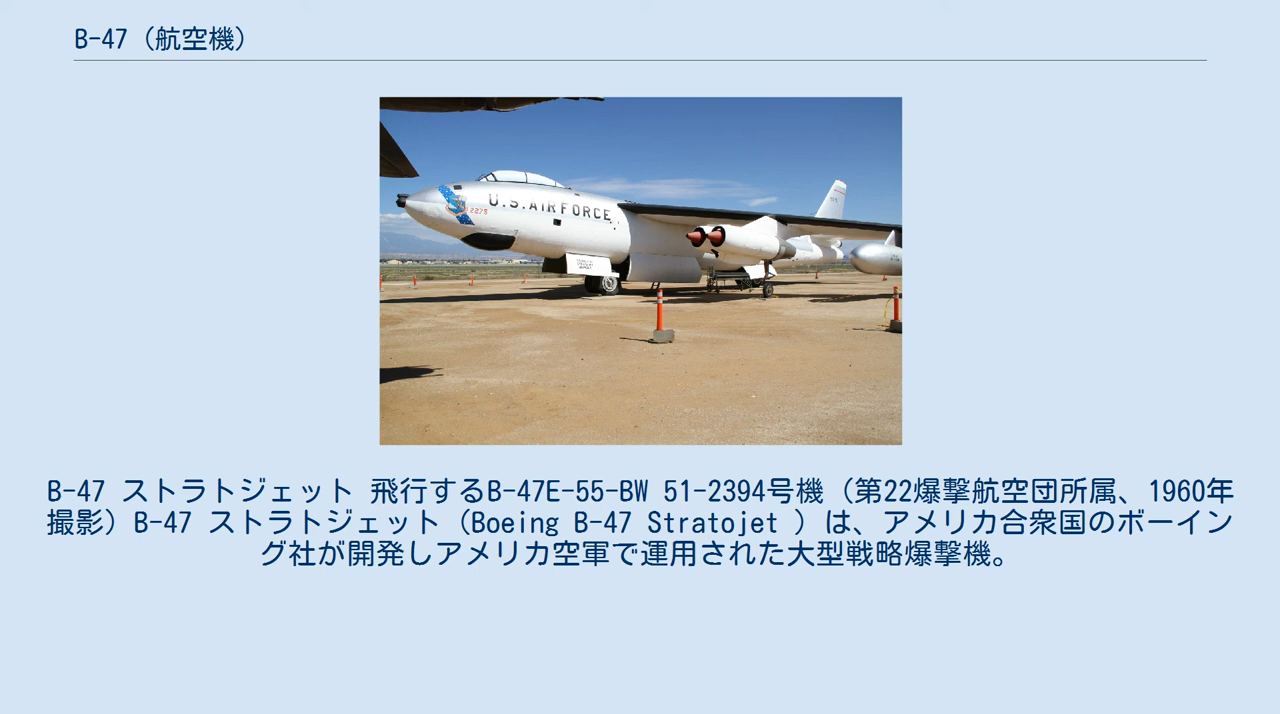 B-47（航空機）
U.S.AIRFORCE
2275
B-47 ストラトジェット 飛行するB-47E-55-BW 51-2394号機（第22爆撃航空団所属、1960年
撮影）B-47 ストラトジェット（Boeing B-47 Stratojet ）は、アメリカ合衆国のボーイン
グ社が開発しアメリカ空軍で運用された大型戦略爆撃機。